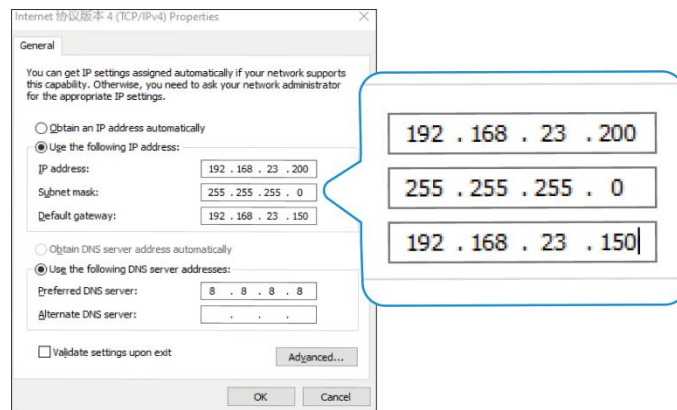 Internet 协议版本 4 (TCP/IPv4) Properties
General
You can get IP settings assigned automatically if your network supports
this capability. Otherwise, you need to ask your network administrator
for the appropriate IP settings.
Obtain an IP address automatically
Use the following IP address:
IP address: 192 . 168 . 23 . 200
Subnet mask: 255 . 255 . 255 . 0
Default gateway: 192 . 168 . 23 . 150
Obtain DNS server address automatically
Use the following DNS server addresses:
Preferred DNS server: 8 . 8 . 8 . 8
Alternate DNS server: . . .
Validate settings upon exit
Advanced...
OK Cancel
192 . 168 . 23 . 200
255 . 255 . 255 . 0
192 . 168 . 23 . 150